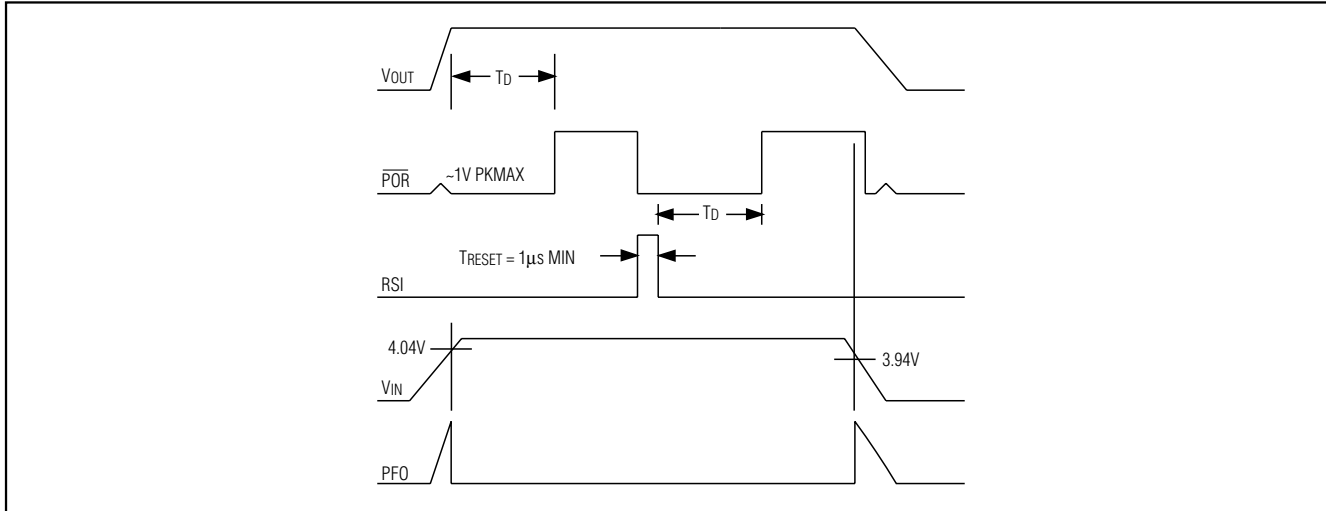 VOUT
TD
POR
~1V PKMAX
TD
TRESET = 1µs MIN
RSI
4.04V
3.94V
VIN
PFO